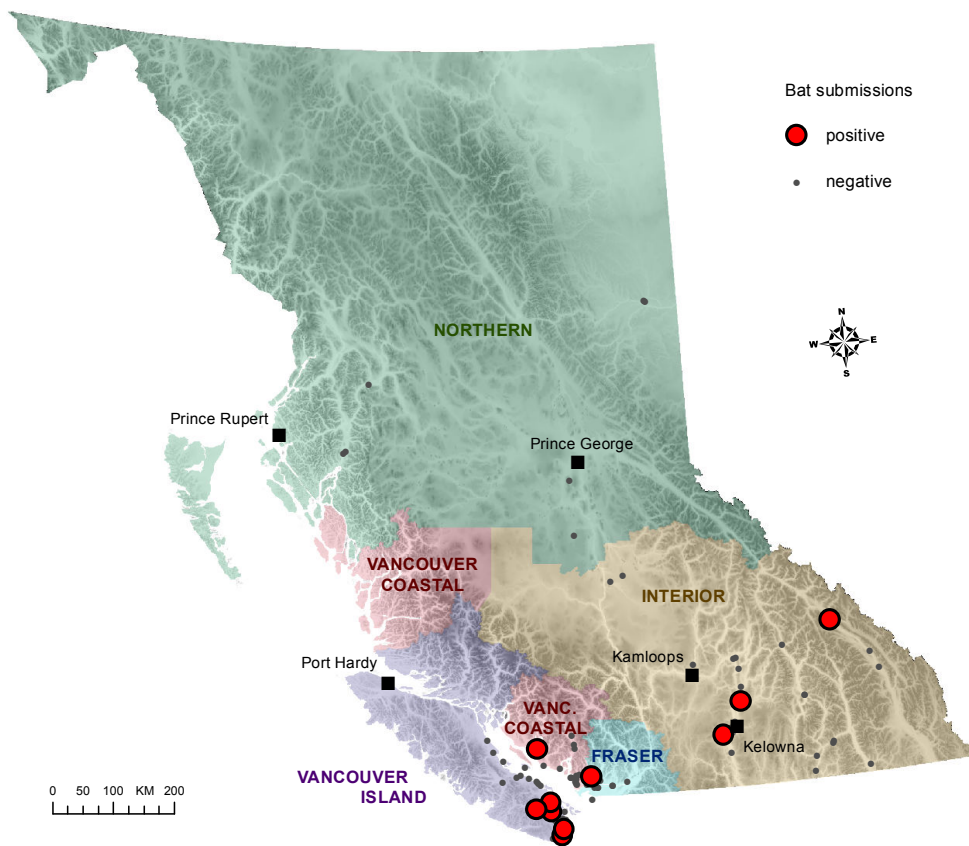 Bat submissions
positive
negative
N
W E
S
NORTHERN
Prince Rupert
Prince George
VANCOUVER
COASTAL
INTERIOR
Port Hardy
Kamloops
VANC.
COASTAL
FRASER
Kelowna
VANCOUVER
ISLAND
0 50 100 KM 200